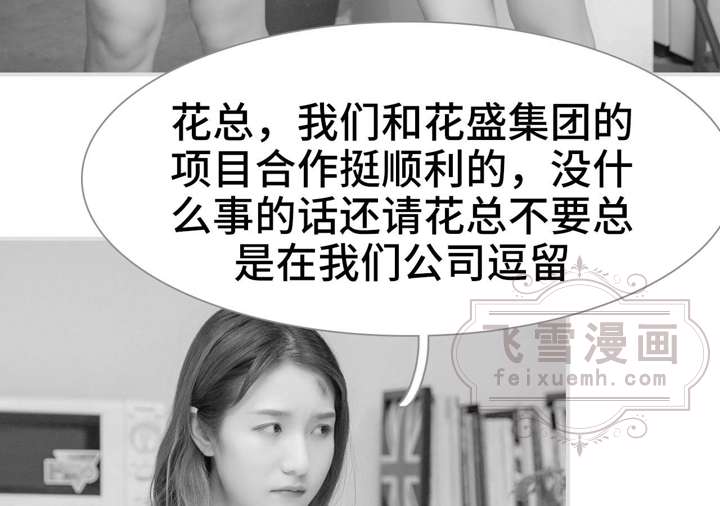 花总，我们和花盛集团的
项目合作挺顺利的，没什
么事的话还请花总不要总
是在我们公司逗留
飞雪漫画
feixuemh.com